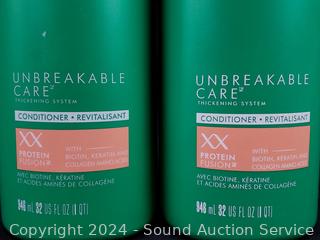 UNBREAKABLE
CARE
THICKENING SYSTEM
CONDITIONER • REVITALISANT
XX
PROTEIN
FUSION
WITH
BIOTIN, KERATIN AND
COLLAGEN AMINO ACIDS
AVEC BIOTINE, KÉRATINE
ET ACIDES AMINÉS DE COLLAGÈNE
946 mL 32 US FL OZ (1 QT)
UNBREAKABLE
CARE
THICKENING SYSTEM
CONDITIONER • REVITALISANT
XX
PROTEIN
FUSION
WITH
BIOTIN, KERATIN AND
COLLAGEN AMINO ACIDS
AVEC BIOTINE, KÉRATINE
ET ACIDES AMINÉS DE COLLAGÈNE
946 mL 32 US FL OZ (1 QT)
Copyright 2024 - Sound Auction Service